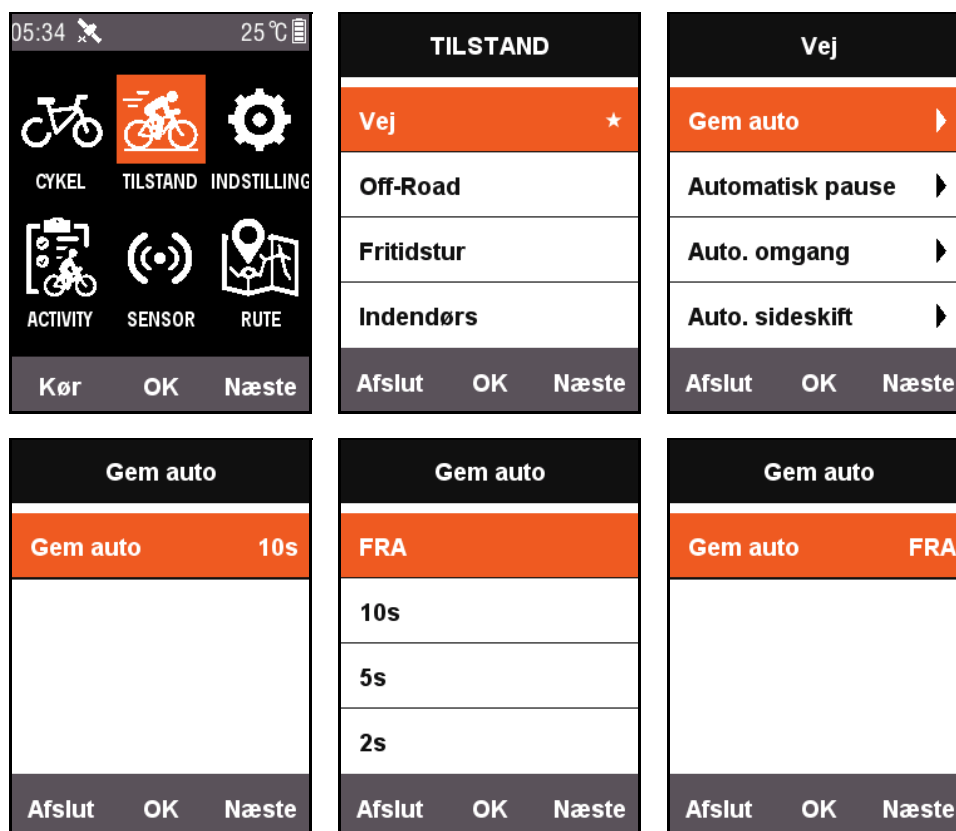 05:34 25℃
CYKEL TILSTAND INDSTILLING
ACTIVITY SENSOR RUTE
Kør OK Næste
TILSTAND
Vej ★
Off-Road
Fritidstur
Indendørs
Afslut OK Næste
Vej
Gem auto
Automatisk pause
Auto. omgang
Auto. sideskift
Afslut OK Næste
Gem auto
Gem auto 10s
Afslut OK Næste
Gem auto
FRA
10s
5s
2s
Afslut OK Næste
Gem auto
Gem auto FRA
Afslut OK Næste